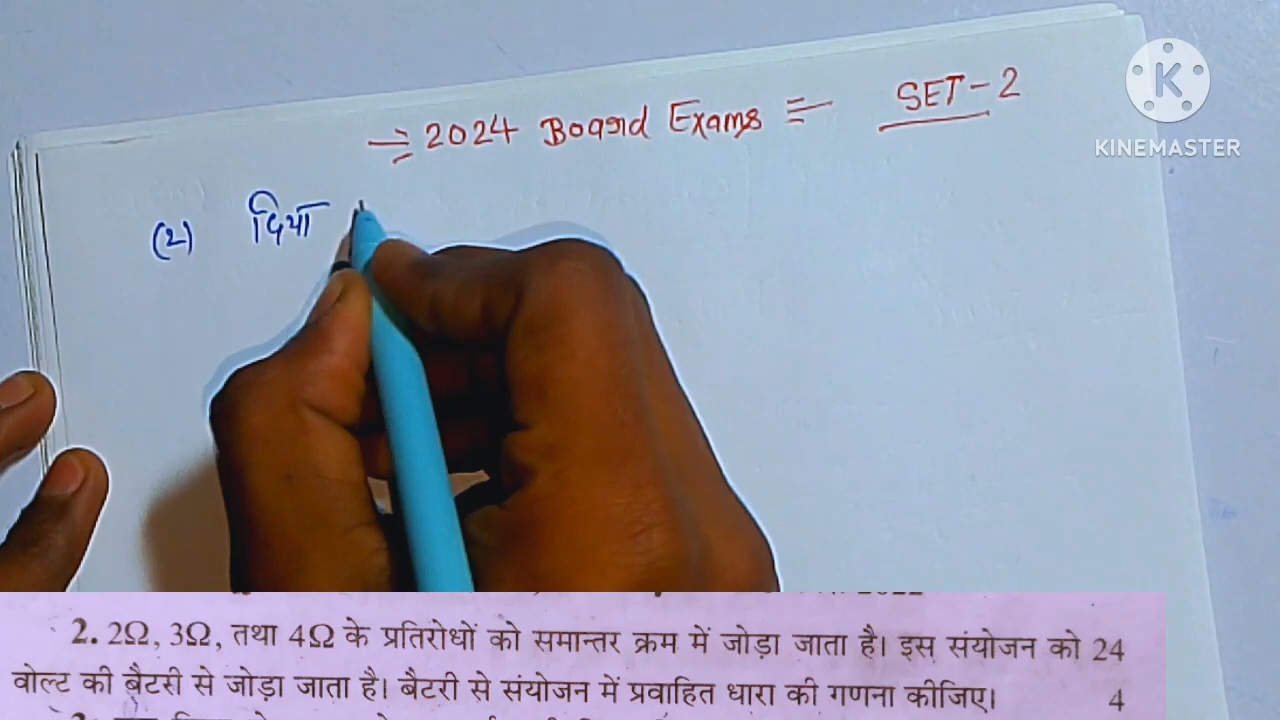 ⇒ 2024 Board Exams = SET-2
K
KINEMASTER
(2) दिया
2. 2Ω, 3Ω, तथा 4Ω के प्रतिरोधों को समान्तर क्रम में जोड़ा जाता है। इस संयोजन को 24
वोल्ट की बैटरी से जोड़ा जाता है। बैटरी से संयोजन में प्रवाहित धारा की गणना कीजिए। 4